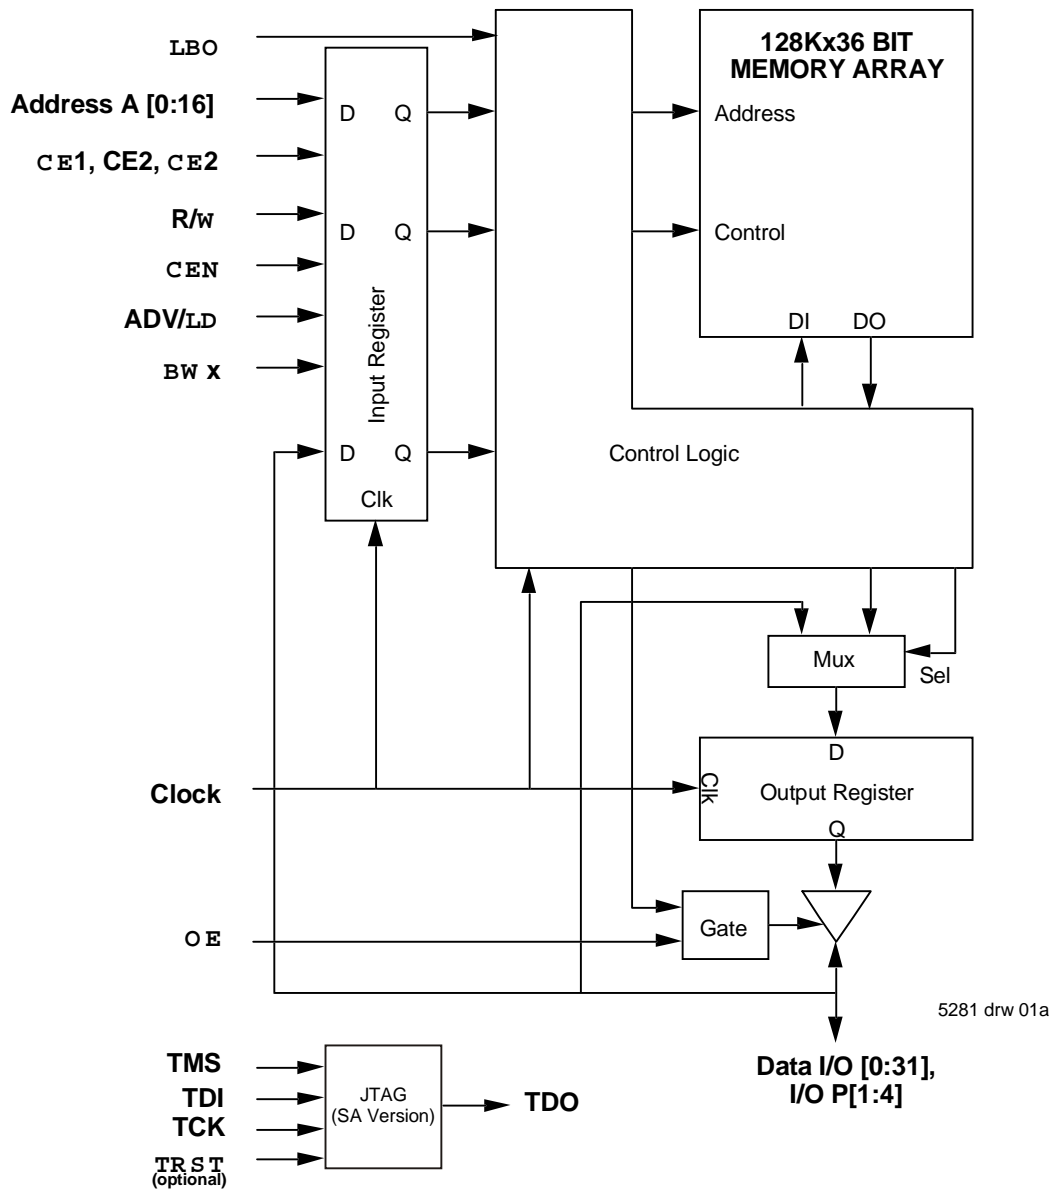 LBO
128Kx36 BIT
MEMORY ARRAY
Address A [0:16]
D Q
Address
CE1, CE2, CE2
R/W
D Q
Control
CEN
Input Register
ADV/LD
DI DO
BW x
D Q
Control Logic
Clk
Mux
Sel
D
Clock
Clk
Output Register
Q
Gate
OE
5281 drw 01a
Data I/O [0:31],
I/O P[1:4]
TMS
TDI
TCK
TRST
(optional)
JTAG
(SA Version)
TDO